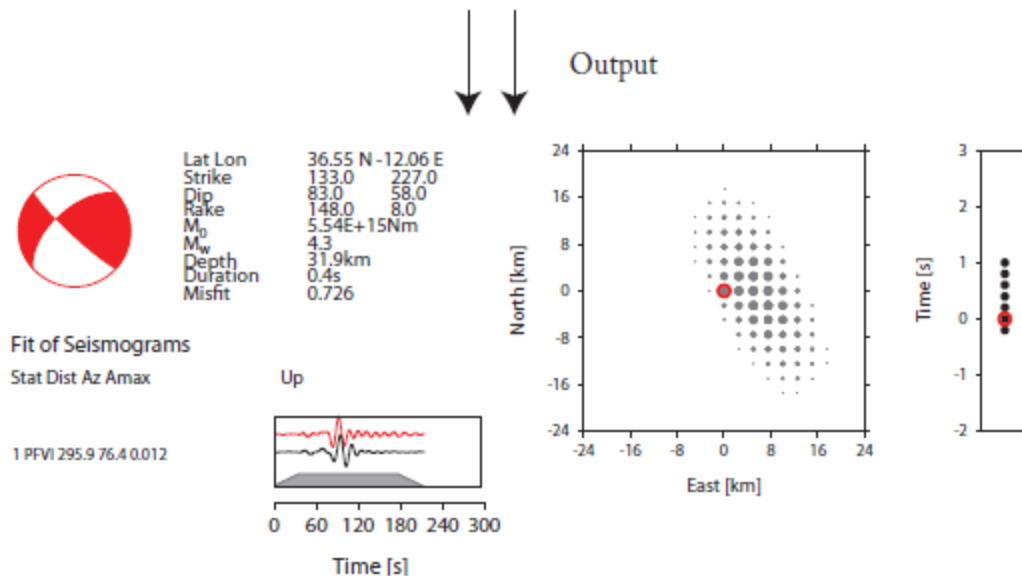 Output
Lat Lon 36.55 N -12.06 E
Strike 133.0 227.0
Dip 83.0 58.0
Rake 148.0 8.0
M0 5.54E+15Nm
Mw 4.3
Depth 31.9km
Duration 0.4s
Misfit 0.726
Fit of Seismograms
Stat Dist Az Amax Up
1 PFVI 295.9 76.4 0.012
0 60 120 180 240 300
Time [s]
24
16
8
0
-8
-16
-24
North [km]
-24 -16 -8 0 8 16 24
East [km]
3
2
1
0
-1
-2
Time [s]